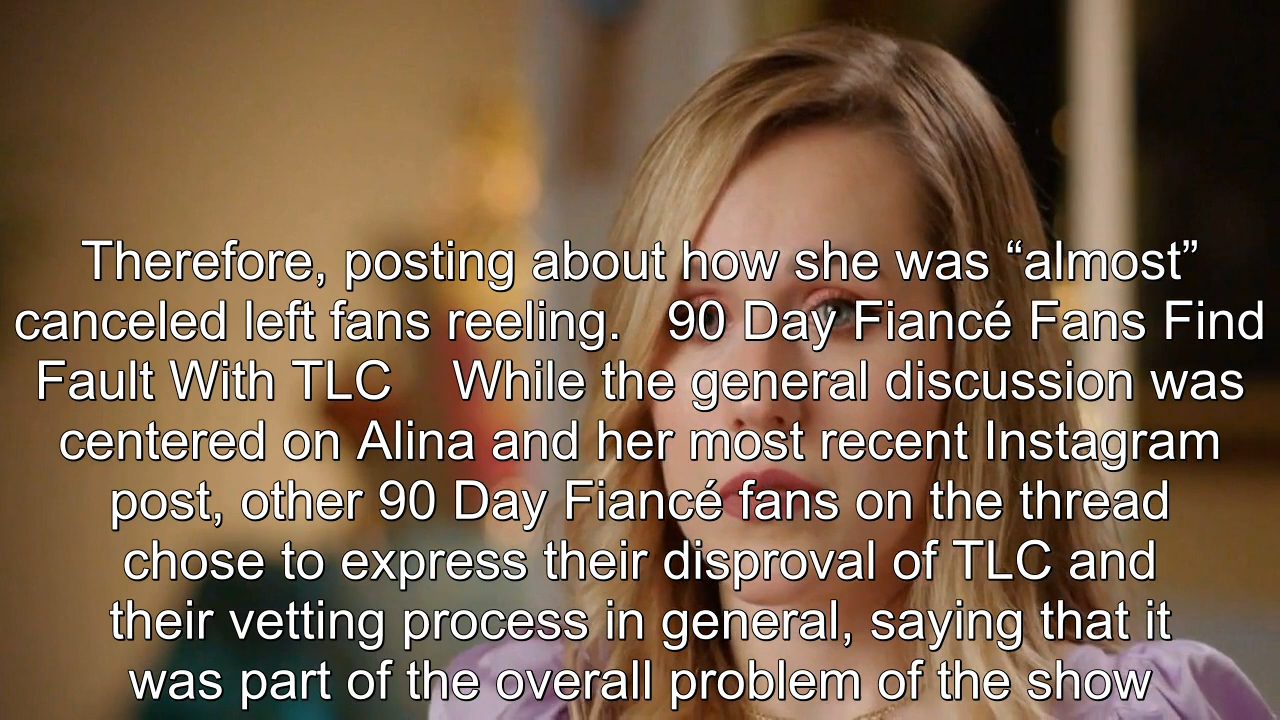 Therefore, posting about how she was “almost”
canceled left fans reeling.   90 Day Fiancé Fans Find
Fault With TLC    While the general discussion was
centered on Alina and her most recent Instagram
post, other 90 Day Fiancé fans on the thread
chose to express their disproval of TLC and
their vetting process in general, saying that it
was part of the overall problem of the show